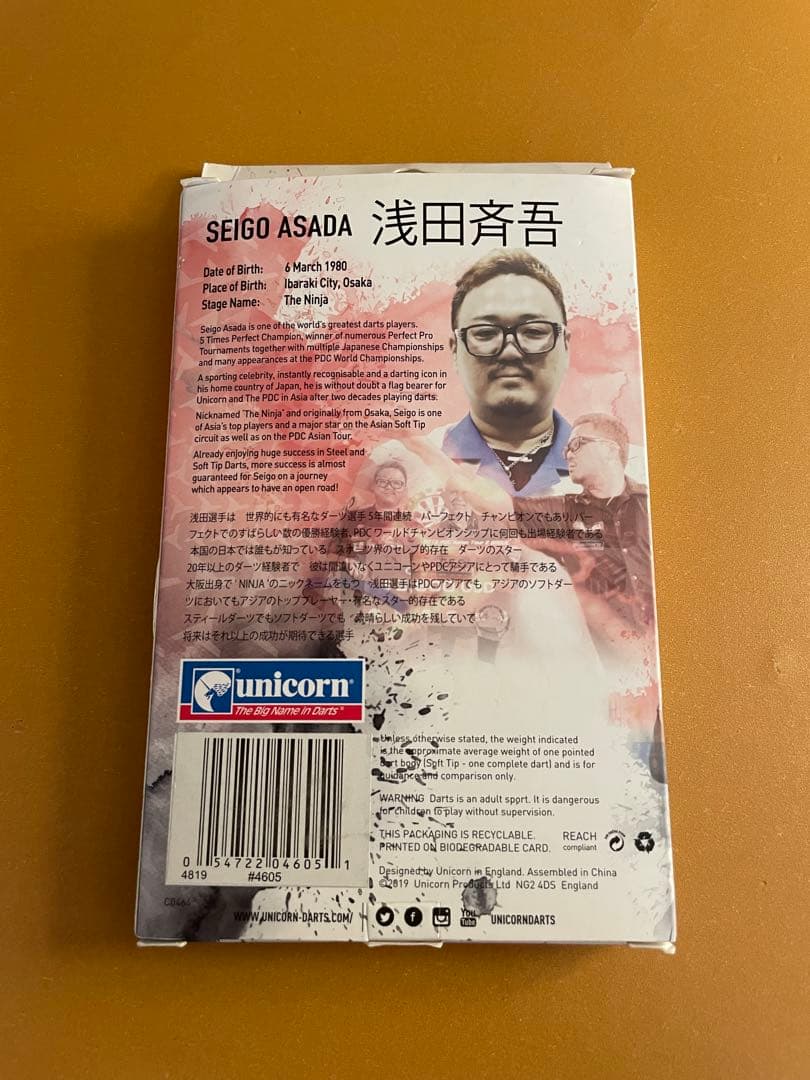 SEIGO ASADA 浅田斉吾
Date of Birth: 6 March 1980
Place of Birth: Ibaraki City, Osaka
Stage Name: The Ninja
Seigo Asada is one of the world's greatest darts players.
5 Times Perfect Champion, winner of numerous Perfect Pro
Tournaments together with multiple Japanese Championships
and many appearances at the PDC World Championships.
A sporting celebrity, instantly recognisable and a darting icon in
his home country of Japan, he is without doubt a flag bearer for
Unicorn and The PDC in Asia after two decades playing darts.
Nicknamed 'The Ninja' and originally from Osaka, Seigo is one
of Asia's top players and a major star on the Asian Soft Tip
circuit as well as on the PDC Asian Tour.
Already enjoying huge success in Steel and
Soft Tip Darts, more success is almost
guaranteed for Seigo on a journey
which appears to have an open road!
浅田選手は 世界的にも有名なダーツ選手 5年間連続 パーフェクト チャンピオンでもあり、パー
フェクトでのすばらしい数の優勝経験者、PDC ワールドチャンピオンシップに何回も出場経験者である
本国の日本では誰もが知っている スポーツ界のセレブ的存在 ダーツのスター
20年以上のダーツ経験者で 彼は間違いなくユニコーンやPDCアジアにとって騎手である
大阪出身で ' NINJA 'のニックネームをもつ 浅田選手はPDCアジアでも アジアのソフトダー
ツにおいてもアジアのトッププレーヤー・有名なスター的存在である
スティールダーツでもソフトダーツでも 素晴らしい成功を残していて
将来はそれ以上の成功が期待できる選手
unicorn®
The Big Name in Darts®
Unless otherwise stated, the weight indicated
is the approximate average weight of one pointed
dart body (Soft Tip - one complete dart) and is for
guidance and comparison only.
WARNING Darts is an adult sport. It is dangerous
for children to play without supervision.
THIS PACKAGING IS RECYCLABLE.
PRINTED ON BIODEGRADABLE CARD.
REACH
compliant
0 54722 04605 1
4819 #4605
Designed by Unicorn in England. Assembled in China
©2019 Unicorn Products Ltd NG2 4DS England
WWW.UNICORN-DARTS.COM
You
Tube
UNICORNDARTS